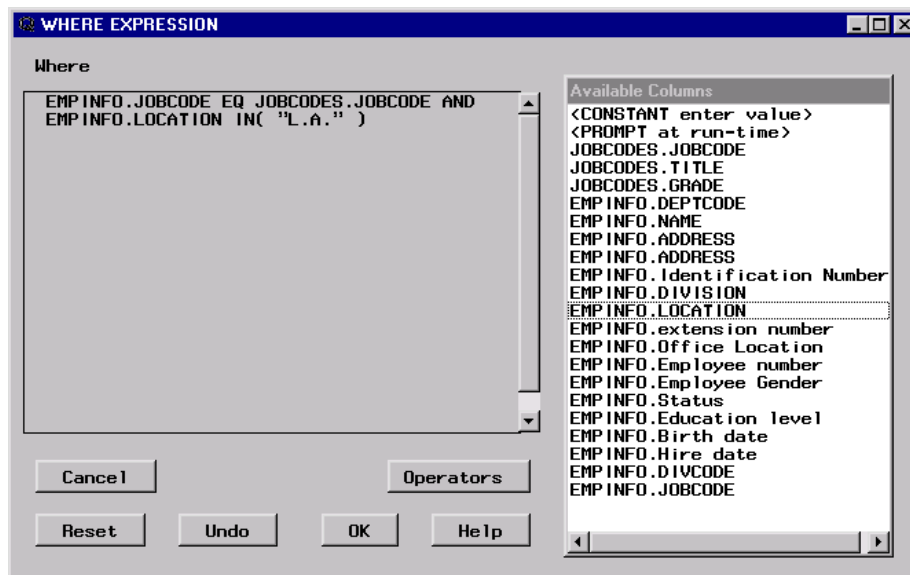 WHERE EXPRESSION
Where
EMPINFO.JOBCODE EQ JOBCODES.JOBCODE AND
EMPINFO.LOCATION IN( "L.A." )
Available Columns
<CONSTANT enter value>
<PROMPT at run-time>
JOBCODES.JOBCODE
JOBCODES.TITLE
JOBCODES.GRADE
EMPINFO.DEPTCODE
EMPINFO.NAME
EMPINFO.ADDRESS
EMPINFO.ADDRESS
EMPINFO.Identification Number
EMPINFO.DIVISION
EMPINFO.LOCATION
EMPINFO.extension number
EMPINFO.Office Location
EMPINFO.Employee number
EMPINFO.Employee Gender
EMPINFO.Status
EMPINFO.Education level
EMPINFO.Birth date
EMPINFO.Hire date
EMPINFO.DIVCODE
EMPINFO.JOBCODE
Cancel Operators
Reset Undo OK Help